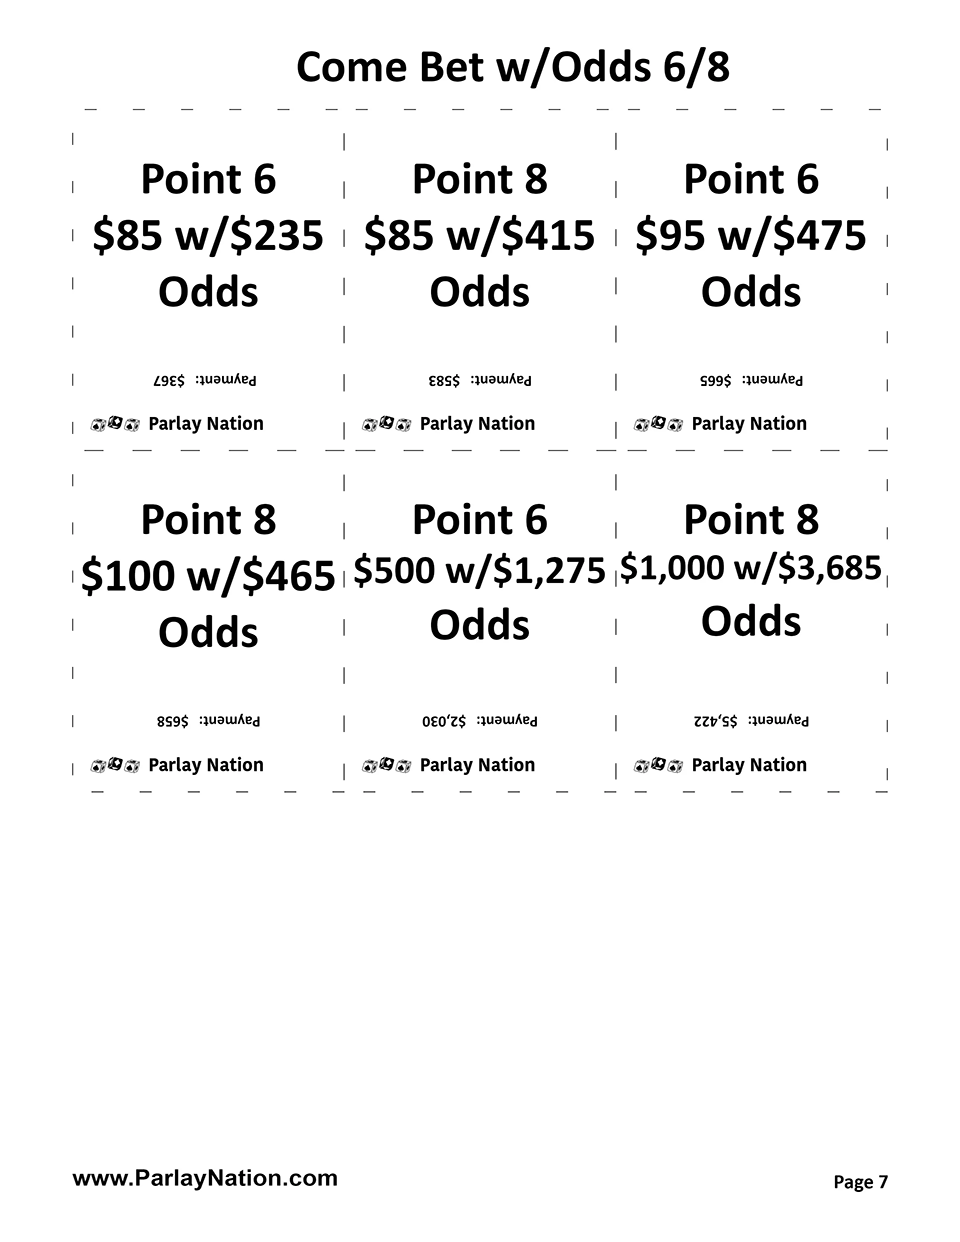 Come Bet w/Odds 6/8
Point 6
$85 w/$235
Odds
Payment: $367
Parlay Nation
Point 8
$85 w/$415
Odds
Payment: $583
Parlay Nation
Point 6
$95 w/$475
Odds
Payment: $665
Parlay Nation
Point 8
$100 w/$465
Odds
Payment: $658
Parlay Nation
Point 6
$500 w/$1,275
Odds
Payment: $2,030
Parlay Nation
Point 8
$1,000 w/$3,685
Odds
Payment: $5,422
Parlay Nation
www.ParlayNation.com
Page 7